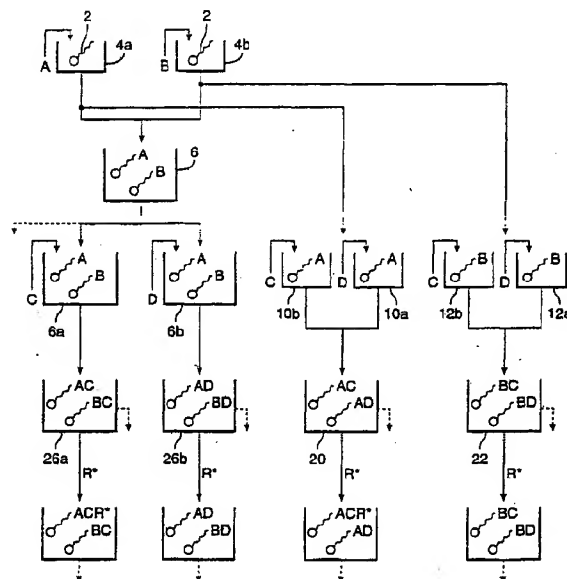 2 2
A 4a B 4b
A 6
B
A A A A B B
C B D B C D C D
6a 6b 10b 10a 12b 12a
AC AD AC BC
BC BD AD BD
26a 26b 20 22
R* R* R* R*
ACR* AD ACR* BC
BC BD AD BD